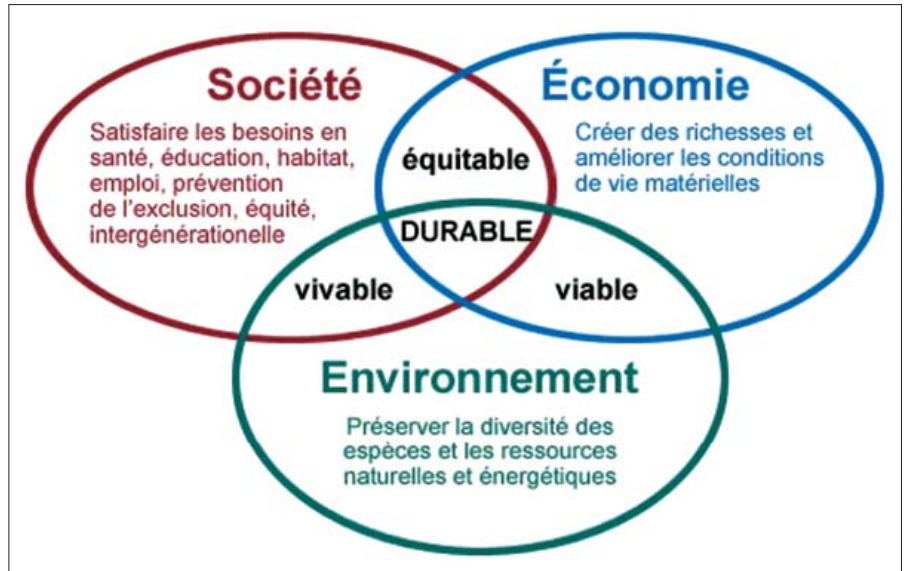 Société
Satisfaire les besoins en
santé, éducation, habitat,
emploi, prévention
de l'exclusion, équité,
intergénérationelle
Économie
Créer des richesses et
améliorer les conditions
de vie matérielles
équitable
DURABLE
vivable
viable
Environnement
Préserver la diversité des
espèces et les ressources
naturelles et énergétiques